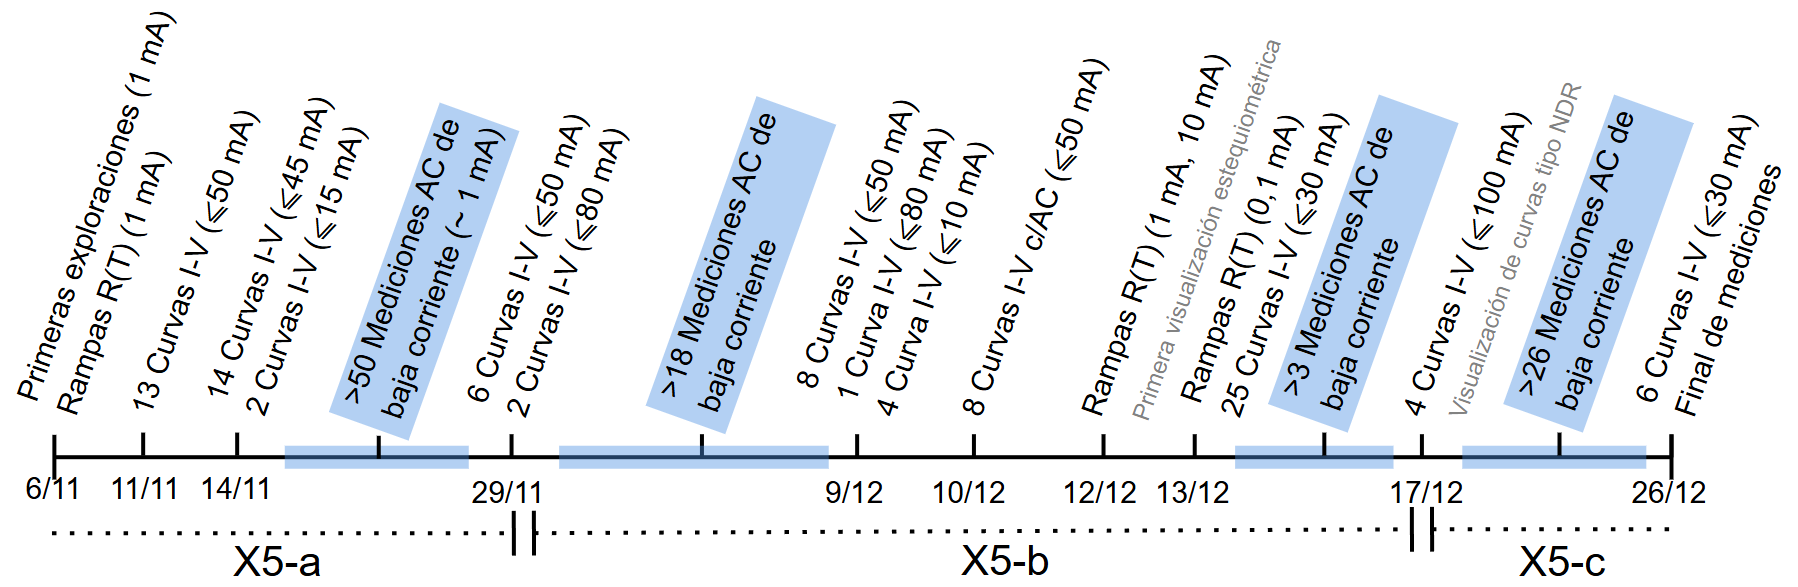 Primeras exploraciones (1 mA)
Rampas R(T) (1 mA)
13 Curvas I-V (⩽50 mA)
14 Curvas I-V (⩽45 mA)
2 Curvas I-V (⩽15 mA)
>50 Mediciones AC de
baja corriente (~ 1 mA)
6 Curvas I-V (⩽50 mA)
2 Curvas I-V (⩽80 mA)
>18 Mediciones AC de
baja corriente
8 Curvas I-V (⩽50 mA)
1 Curva I-V (⩽80 mA)
4 Curva I-V (⩽10 mA)
8 Curvas I-V c/AC (⩽50 mA)
Rampas R(T) (1 mA, 10 mA)
Primera visualización estequiométrica
Rampas R(T) (0,1 mA)
25 Curvas I-V (⩽30 mA)
>3 Mediciones AC de
baja corriente
4 Curvas I-V (⩽100 mA)
Visualización de curvas tipo NDR
>26 Mediciones AC de
baja corriente
6 Curvas I-V (⩽30 mA)
Final de mediciones
6/11
11/11
14/11
29/11
9/12
10/12
12/12
13/12
17/12
26/12
X5-a
X5-b
X5-c